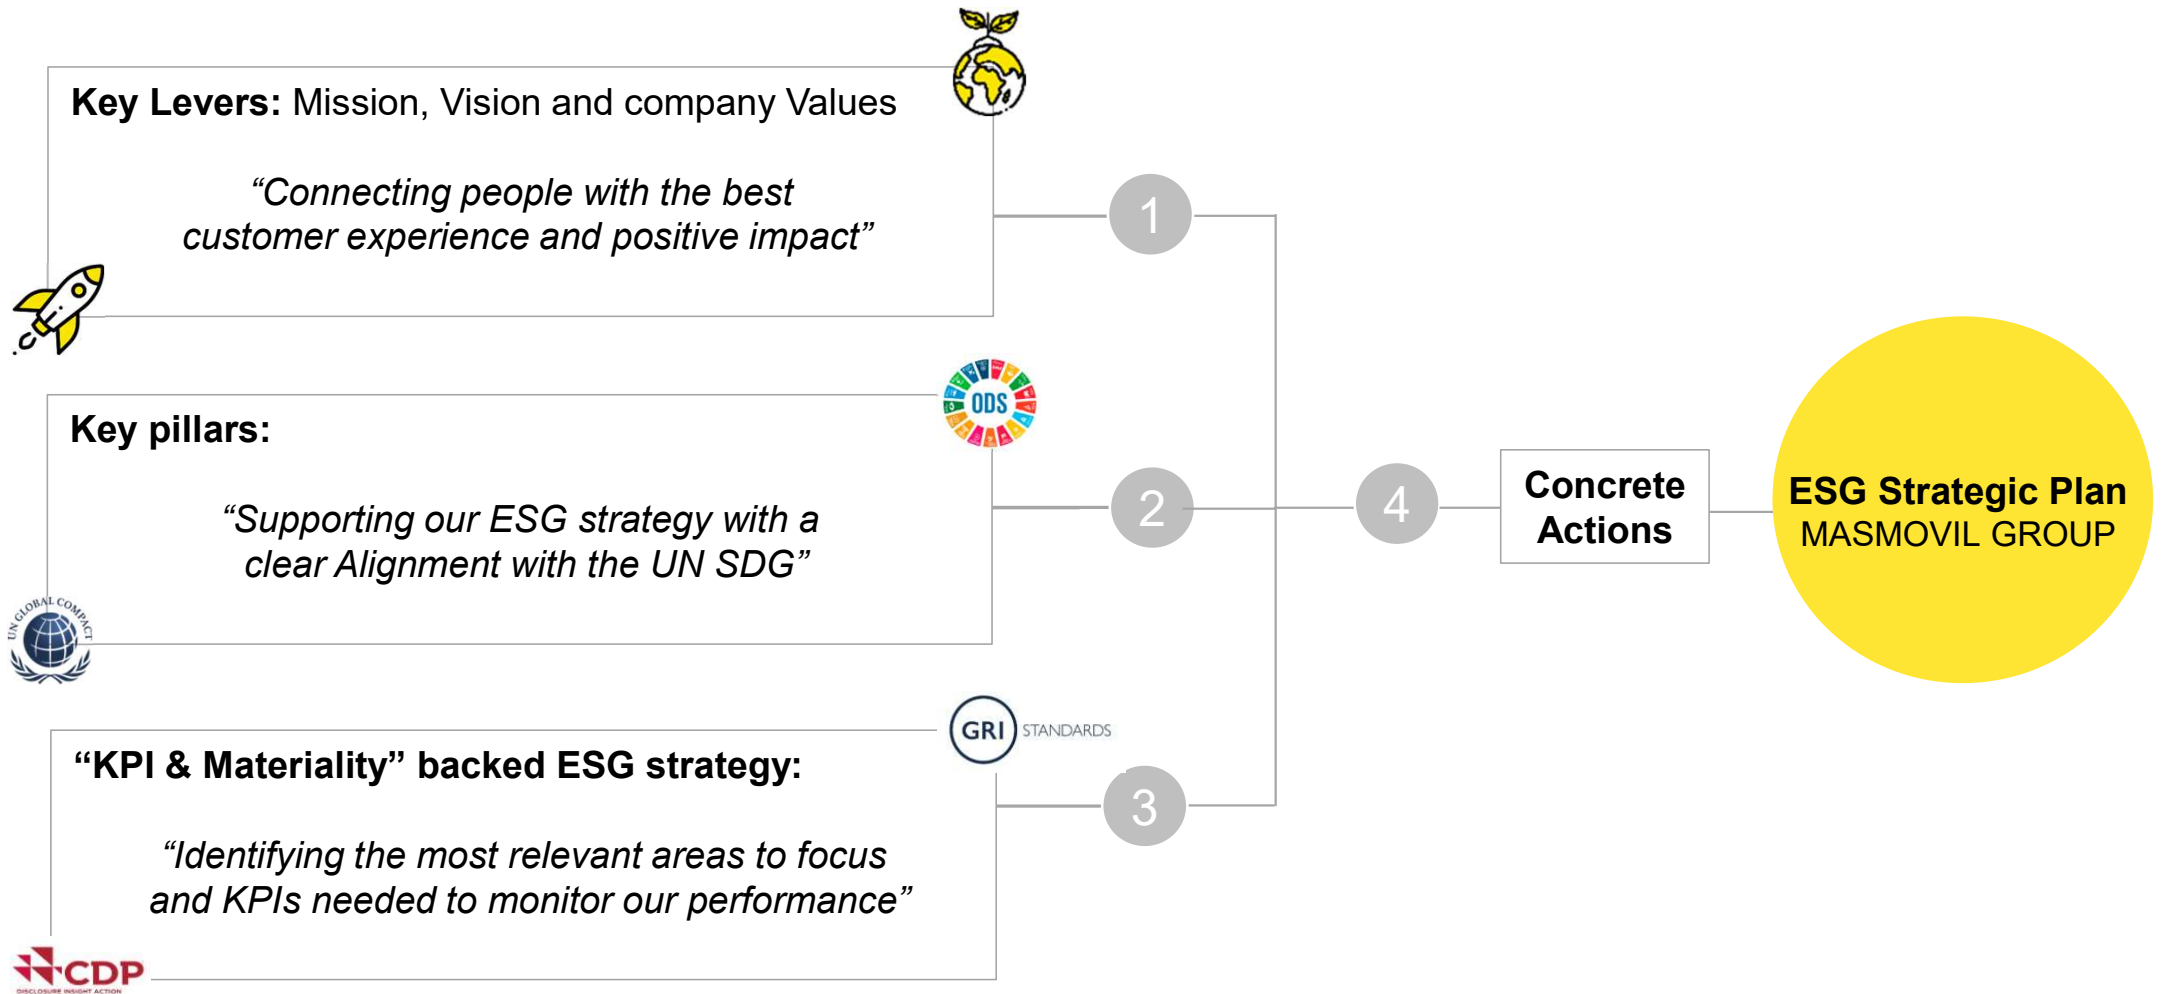 Key Levers: Mission, Vision and company Values
“Connecting people with the best
customer experience and positive impact”
1
Key pillars:
ODS
“Supporting our ESG strategy with a
clear Alignment with the UN SDG”
UN GLOBAL COMPACT
2
“KPI & Materiality” backed ESG strategy:
GRI STANDARDS
“Identifying the most relevant areas to focus
and KPIs needed to monitor our performance”
CDP
DISCLOSURE INSIGHT ACTION
3
4
Concrete
Actions
ESG Strategic Plan
MASMOVIL GROUP